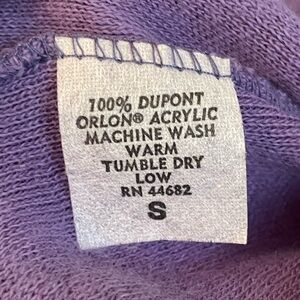 100% DUPONT
ORLON® ACRYLIC
MACHINE WASH
WARM
TUMBLE DRY
LOW
RN 44682
S